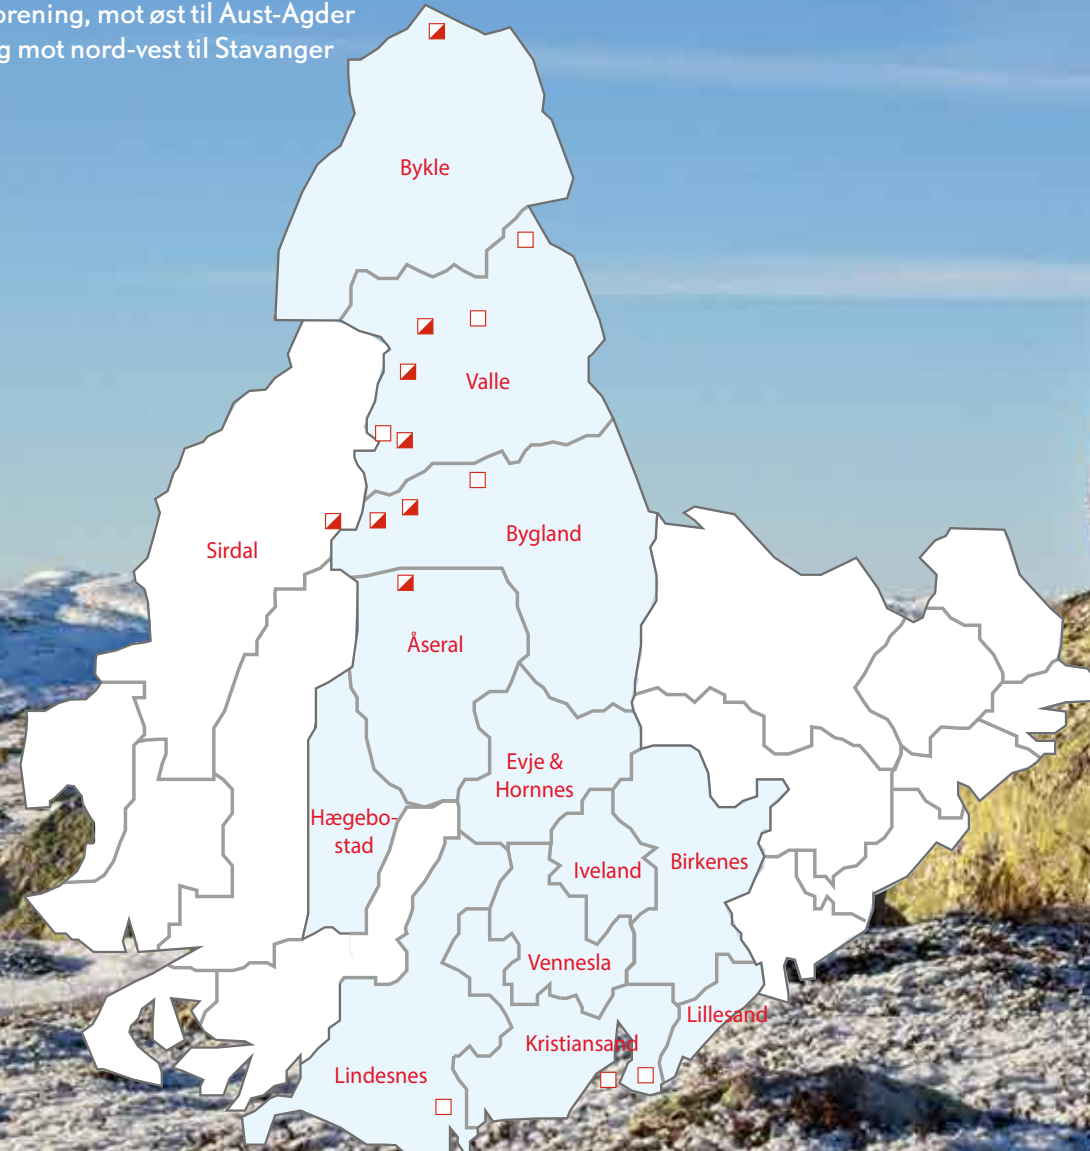 orening, mot øst til Aust-Agder
g mot nord-vest til Stavanger
Bykle
Valle
Bygland
Sirdal
Åseral
Evje &
Hornnes
Hægebo-
stad
Iveland
Birkenes
Vennesla
Lillesand
Kristiansand
Lindesnes